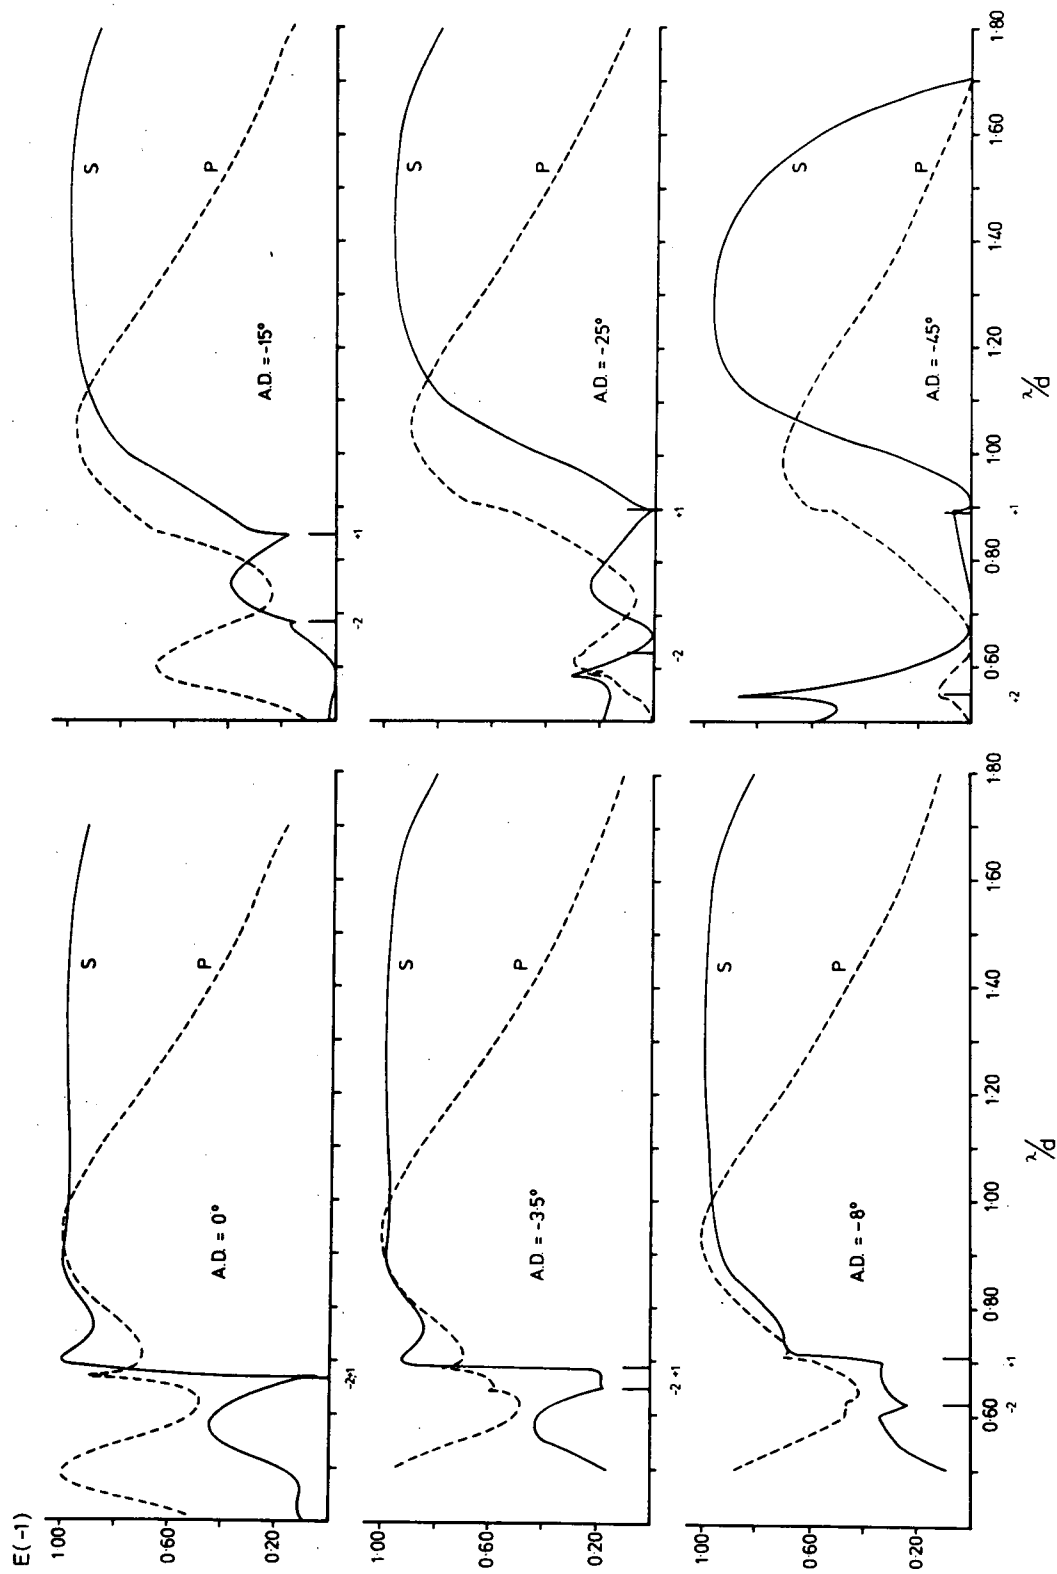 E(-1)
1·00
0·60
0·20
S
P
A.D. = 0°
-2,+1
S
P
A.D. = -15°
-2
+1
1·00
0·60
0·20
S
P
A.D. = -3·5°
-2
+1
S
P
A.D. = -25°
-2
+1
1·00
0·60
0·20
S
P
A.D. = -8°
-2
+1
0·60 0·80 1·00 1·20 1·40 1·60 1·80
λ/d
S
P
A.D. = -45°
+2
+1
0·60 0·80 1·00 1·20 1·40 1·60 1·80
λ/d